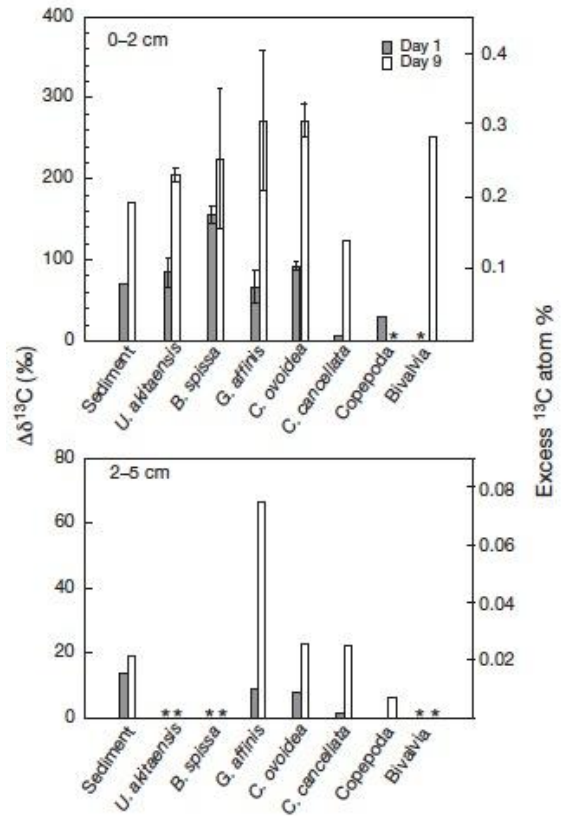 400
300
200
100
0
0–2 cm
Day 1
Day 9
0.4
0.3
0.2
0.1
*
*
Sediment
U. akitaensis
B. spissa
G. affinis
C. ovoidea
C. cancellata
Copepoda
Bivalvia
Δδ¹³C (‰)
Excess ¹³C atom %
80
60
40
20
0
2–5 cm
0.08
0.06
0.04
0.02
**
**
**
Sediment
U. akitaensis
B. spissa
G. affinis
C. ovoidea
C. cancellata
Copepoda
Bivalvia